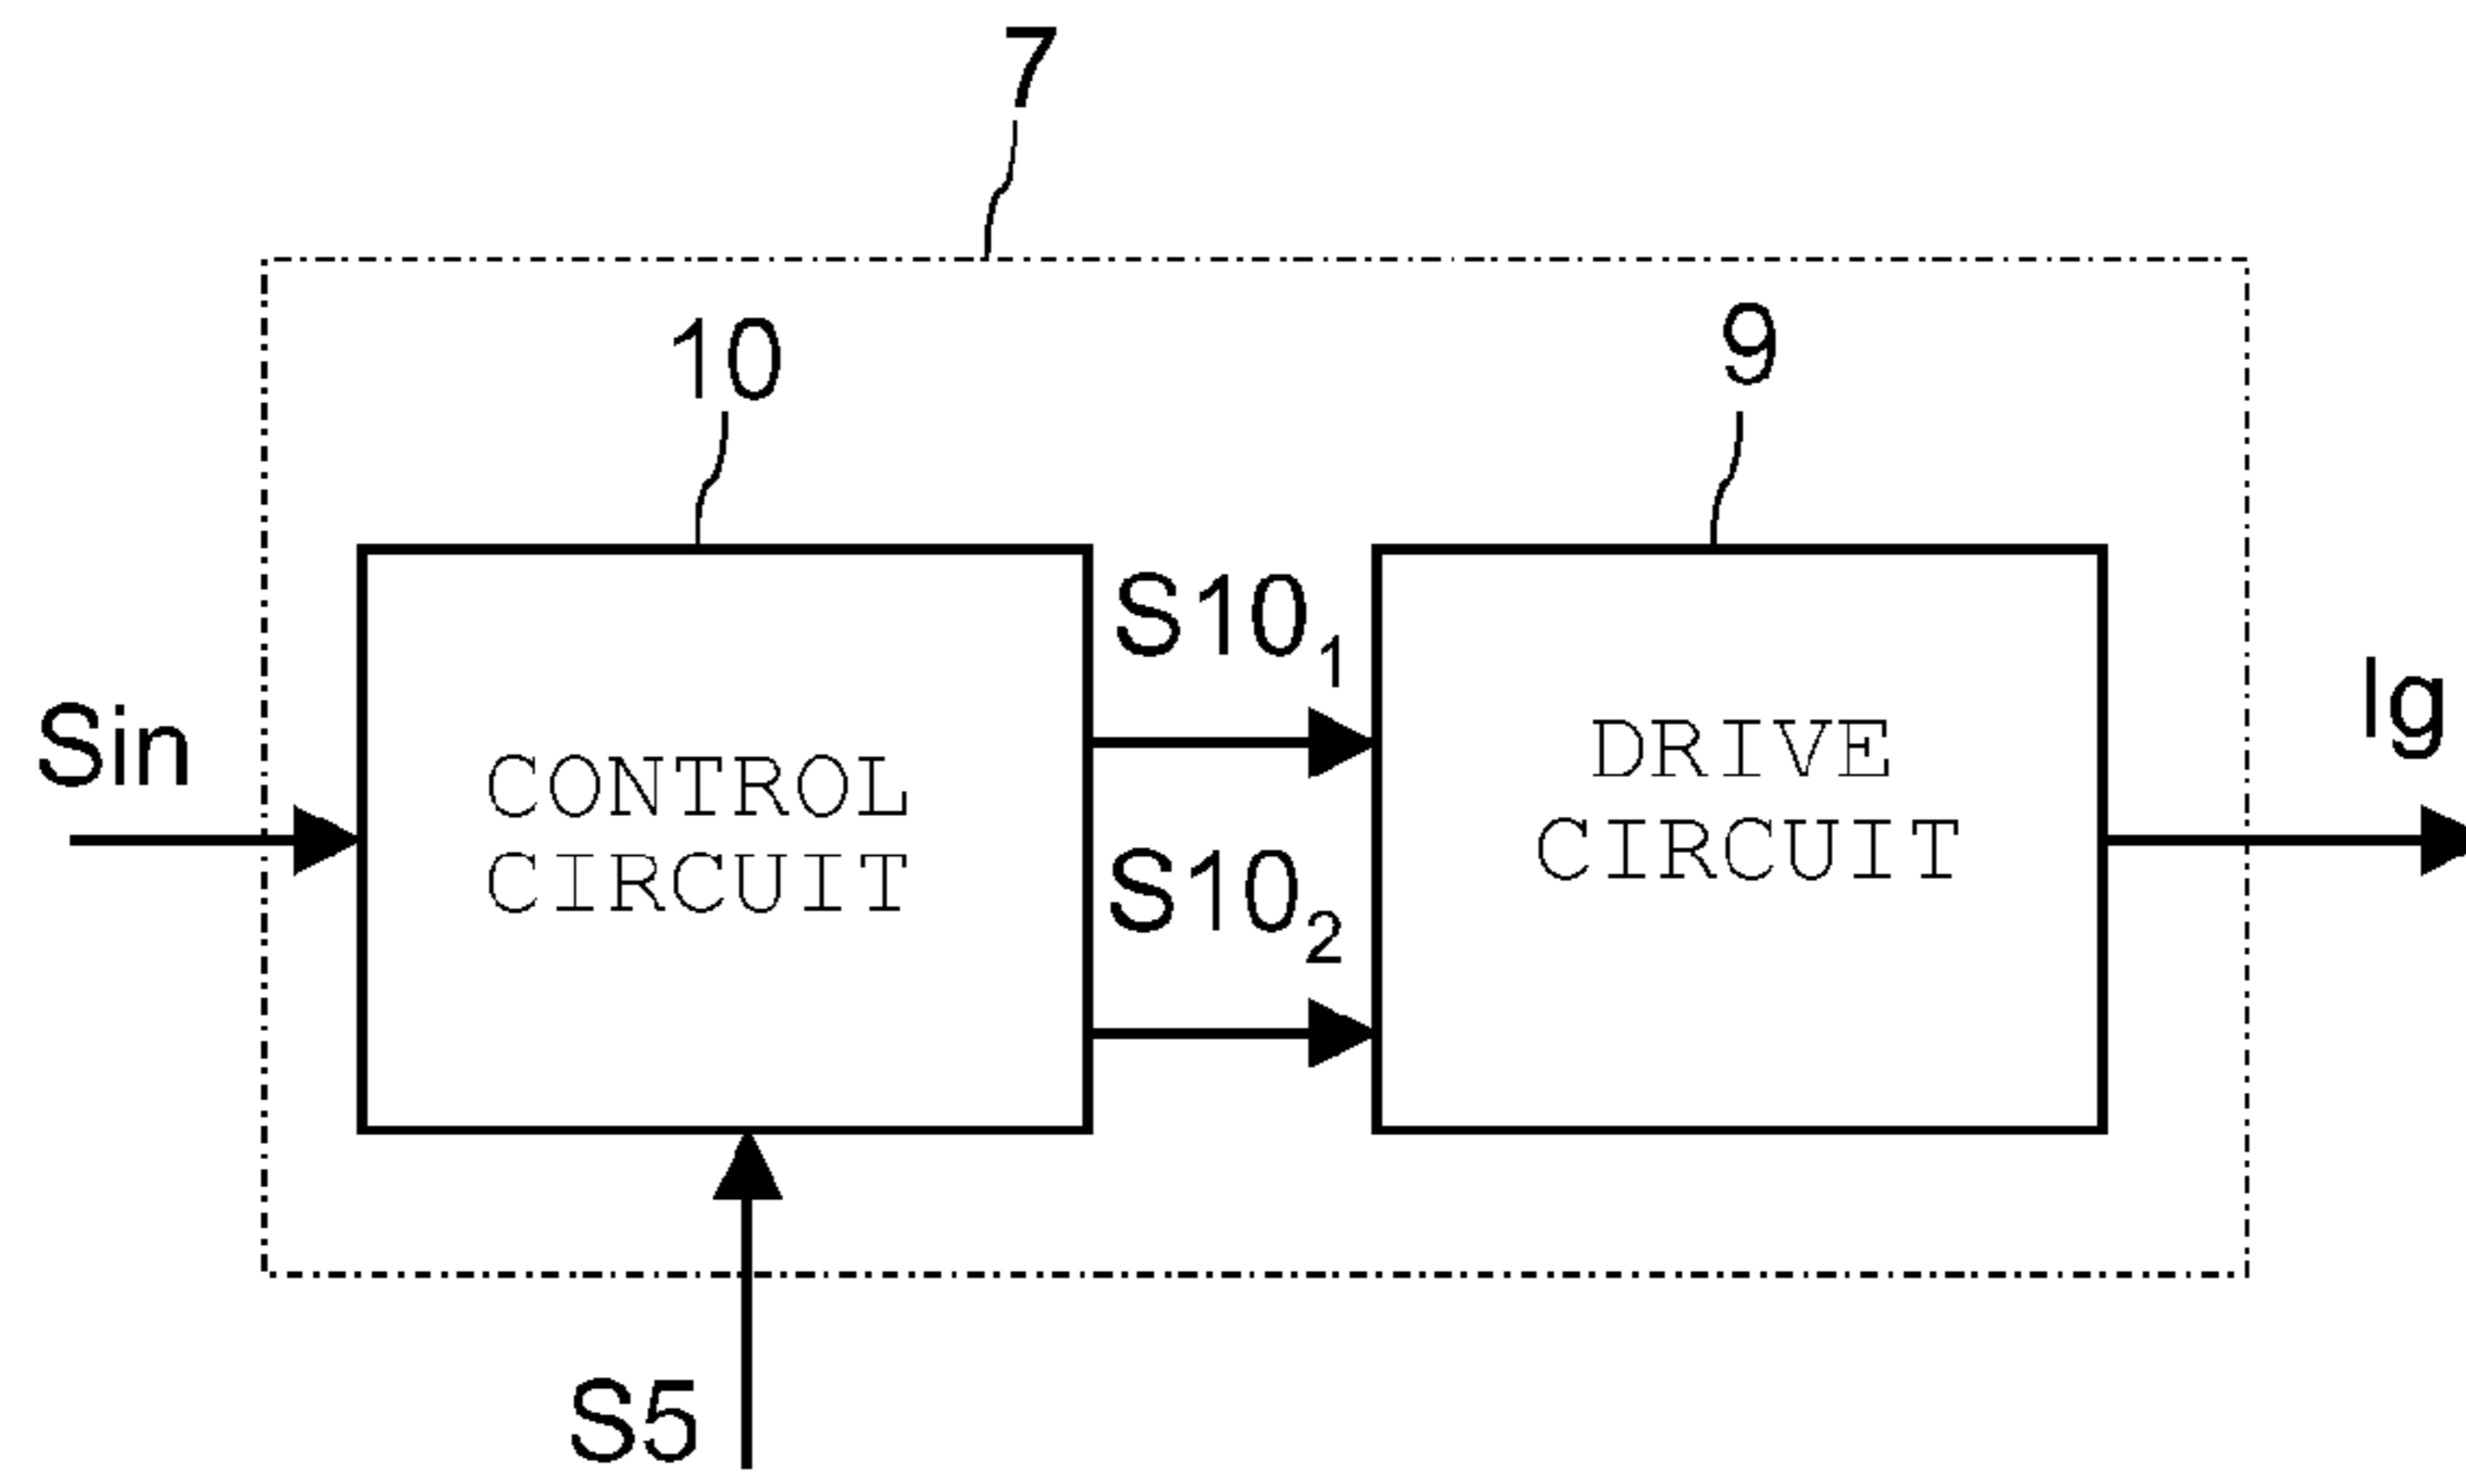 7
10
9
S10₁
Sin
CONTROL
CIRCUIT
DRIVE
CIRCUIT
Ig
S10₂
S5